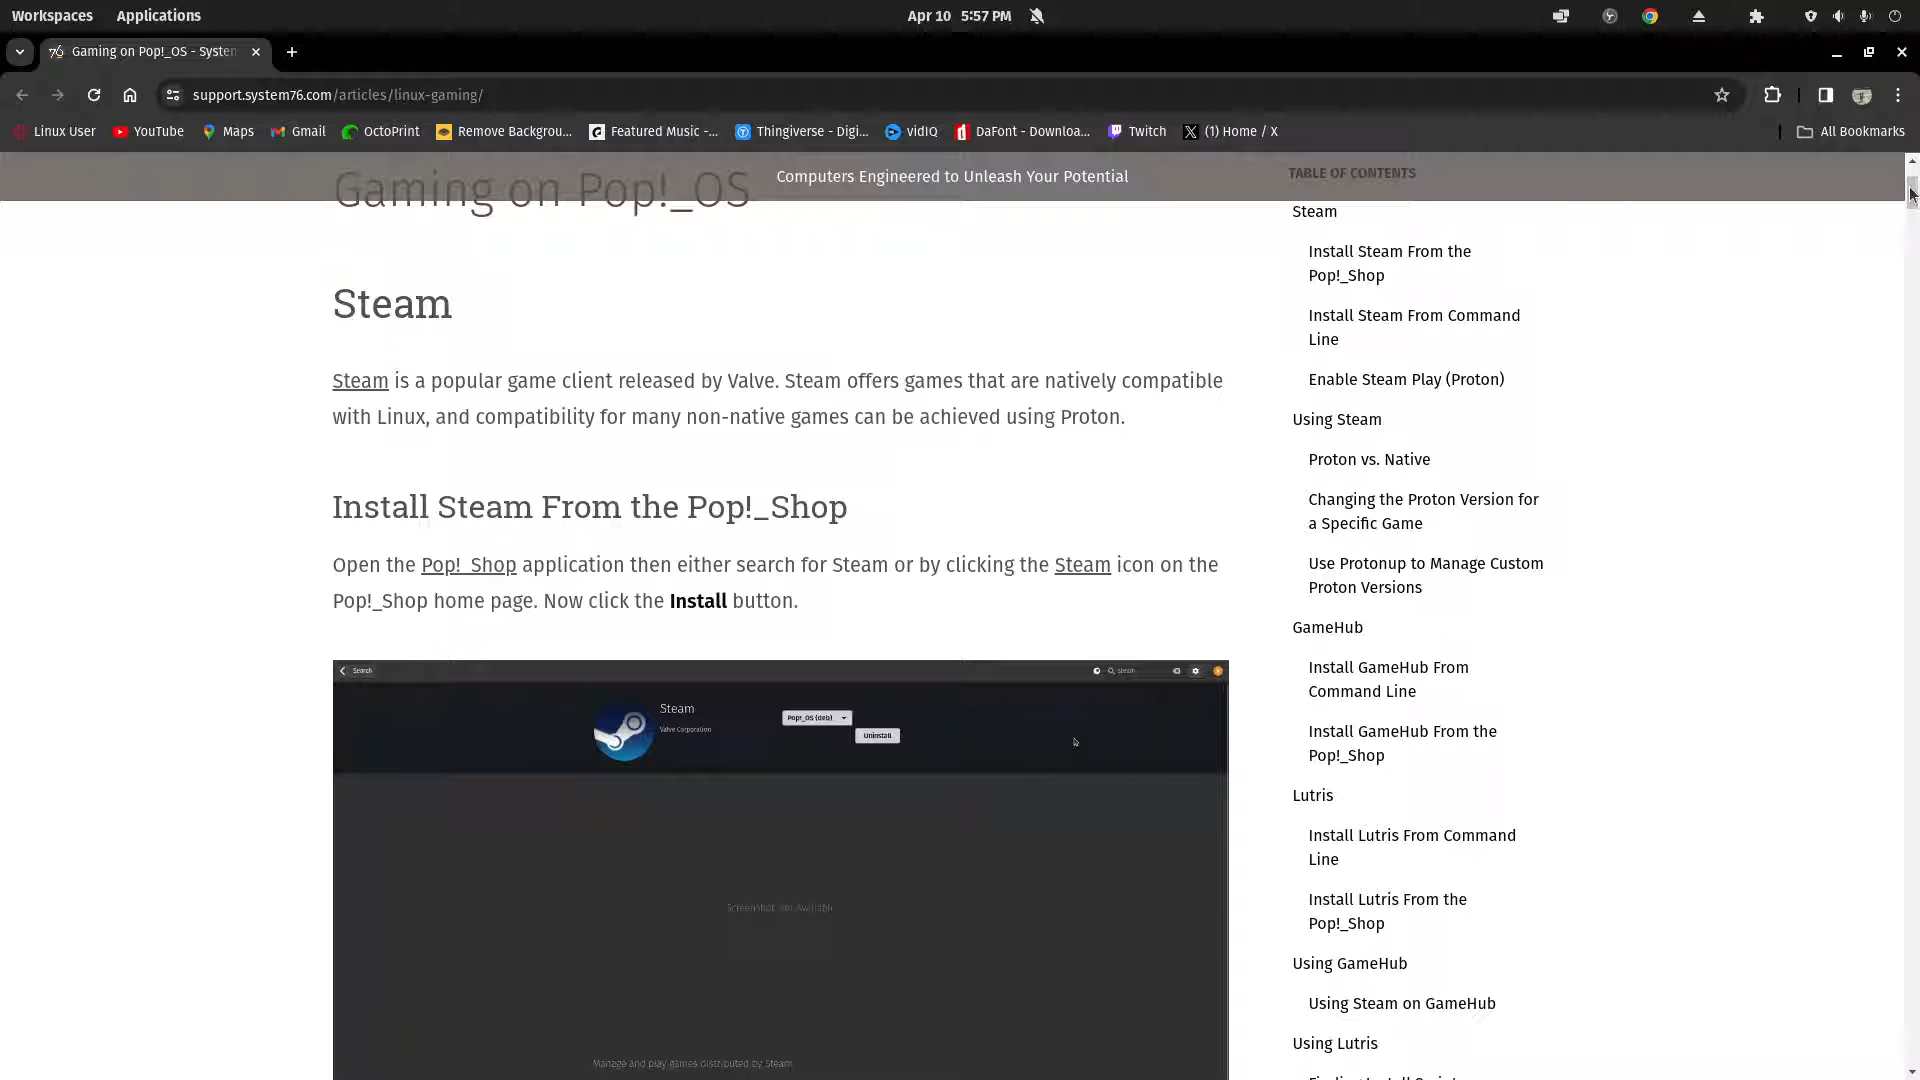 Workspaces
Applications
Apr 10 5:57 PM
Gaming on Pop!_OS - System
support.system76.com/articles/linux-gaming/
Linux User
YouTube
Maps
Gmail
OctoPrint
Remove Backgrou...
Featured Music -...
Thingiverse - Digi...
vidIQ
DaFont - Downloa...
Twitch
(1) Home / X
All Bookmarks
Computers Engineered to Unleash Your Potential
Gaming on Pop!_OS
Steam
Steam is a popular game client released by Valve. Steam offers games that are natively compatible
with Linux, and compatibility for many non-native games can be achieved using Proton.
Install Steam From the Pop!_Shop
Open the Pop!_Shop application then either search for Steam or by clicking the Steam icon on the
Pop!_Shop home page. Now click the Install button.
Search
steam
Steam
Valve Corporation
Pop!_OS (deb)
Uninstall
Screenshot Not Available
Manage and play games distributed by Steam
TABLE OF CONTENTS
Steam
Install Steam From the
Pop!_Shop
Install Steam From Command
Line
Enable Steam Play (Proton)
Using Steam
Proton vs. Native
Changing the Proton Version for
a Specific Game
Use Protonup to Manage Custom
Proton Versions
GameHub
Install GameHub From
Command Line
Install GameHub From the
Pop!_Shop
Lutris
Install Lutris From Command
Line
Install Lutris From the
Pop!_Shop
Using GameHub
Using Steam on GameHub
Using Lutris